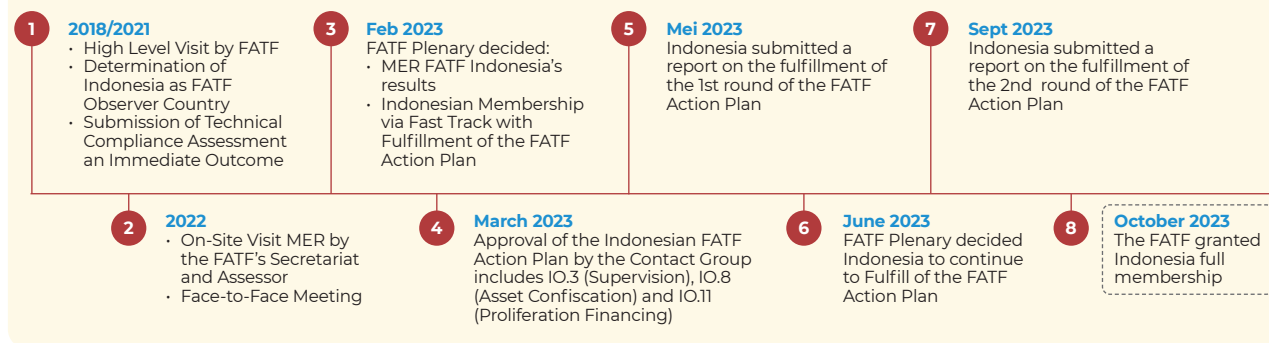 1
2018/2021
• High Level Visit by FATF
• Determination of
Indonesia as FATF
Observer Country
• Submission of Technical
Compliance Assessment
an Immediate Outcome
2
2022
• On-Site Visit MER by
the FATF's Secretariat
and Assessor
• Face-to-Face Meeting
3
Feb 2023
FATF Plenary decided:
• MER FATF Indonesia's
results
• Indonesian Membership
via Fast Track with
Fulfillment of the FATF
Action Plan
4
March 2023
Approval of the Indonesian FATF
Action Plan by the Contact Group
includes IO.3 (Supervision), IO.8
(Asset Confiscation) and IO.11
(Proliferation Financing)
5
Mei 2023
Indonesia submitted a
report on the fulfillment of
the 1st round of the FATF
Action Plan
6
June 2023
FATF Plenary decided
Indonesia to continue
to Fulfill of the FATF
Action Plan
7
Sept 2023
Indonesia submitted a
report on the fulfillment of
the 2nd round of the FATF
Action Plan
8
October 2023
The FATF granted
Indonesia full
membership